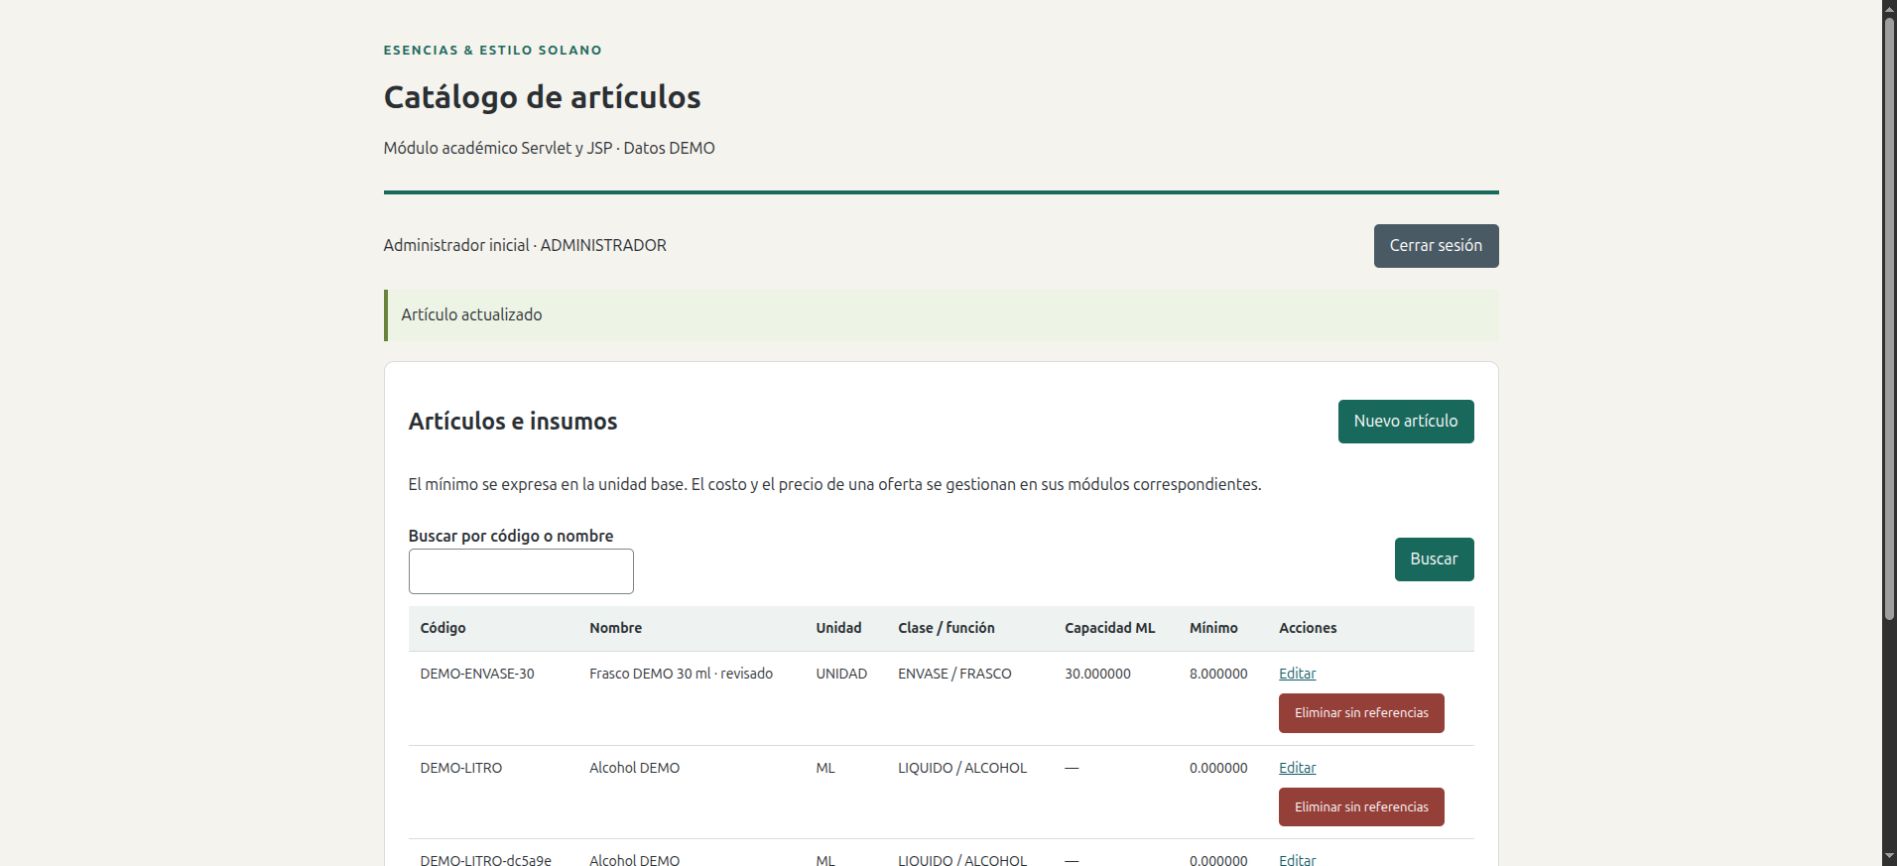 ESENCIAS & ESTILO SOLANO
Catálogo de artículos
Módulo académico Servlet y JSP · Datos DEMO
Administrador inicial · ADMINISTRADOR
Cerrar sesión
Artículo actualizado
Artículos e insumos
Nuevo artículo
El mínimo se expresa en la unidad base. El costo y el precio de una oferta se gestionan en sus módulos correspondientes.
Buscar por código o nombre
Buscar
Código Nombre Unidad Clase / función Capacidad ML Mínimo Acciones
DEMO-ENVASE-30 Frasco DEMO 30 ml · revisado UNIDAD ENVASE / FRASCO 30.000000 8.000000 Editar
Eliminar sin referencias
DEMO-LITRO Alcohol DEMO ML LIQUIDO / ALCOHOL — 0.000000 Editar
Eliminar sin referencias
DEMO-LITRO-dc5a9e Alcohol DEMO ML LIQUIDO / ALCOHOL — 0.000000 Editar